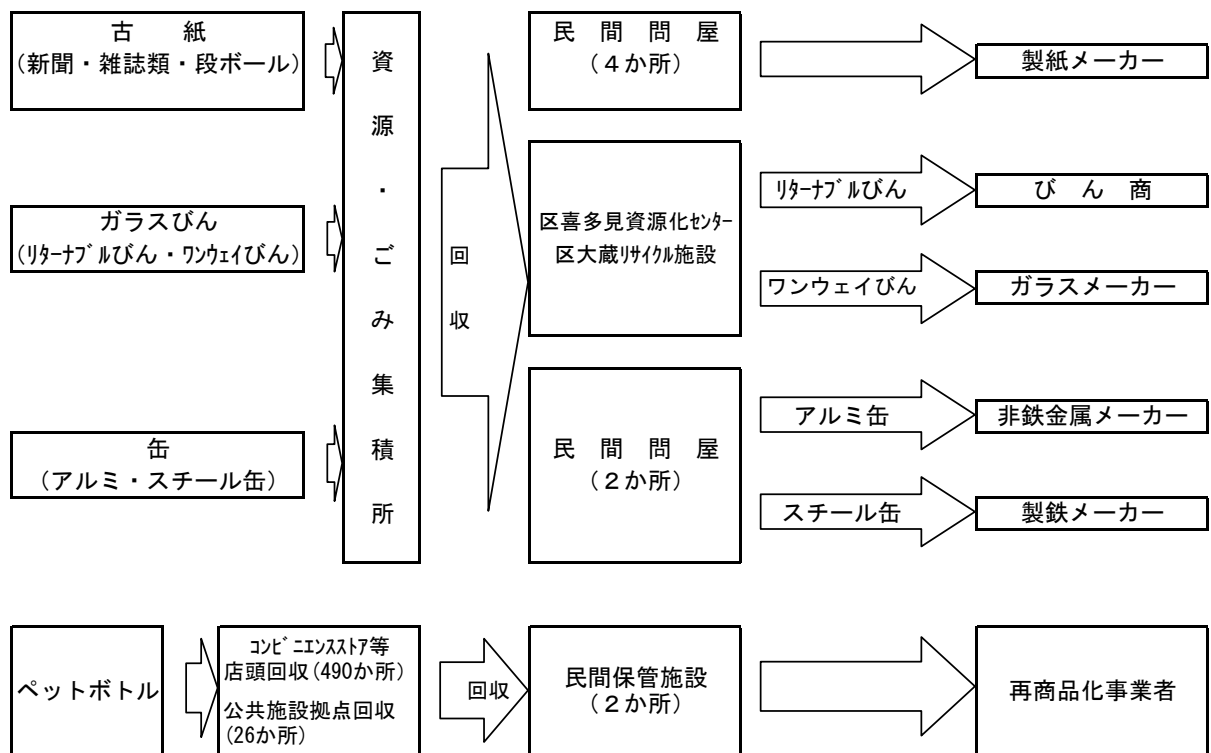 古　紙
(新聞・雑誌類・段ボール)
ガラスびん
(ﾘﾀｰﾅﾌﾞﾙびん・ﾜﾝｳｪｲびん)
缶
(アルミ・スチール缶)
資源・ごみ集積所
回収
民　間　問　屋
(４か所)
区喜多見資源化ｾﾝﾀｰ
区大蔵ﾘｻｲｸﾙ施設
民　間　問　屋
(２か所)
製紙メーカー
ﾘﾀｰﾅﾌﾞﾙびん
び　ん　商
ワンウェイびん
ガラスメーカー
アルミ缶
非鉄金属メーカー
スチール缶
製鉄メーカー
ペットボトル
ｺﾝﾋﾞﾆｴﾝｽｽﾄｱ等
店頭回収(490か所)
公共施設拠点回収
(26か所)
回収
民間保管施設
(２か所)
再商品化事業者